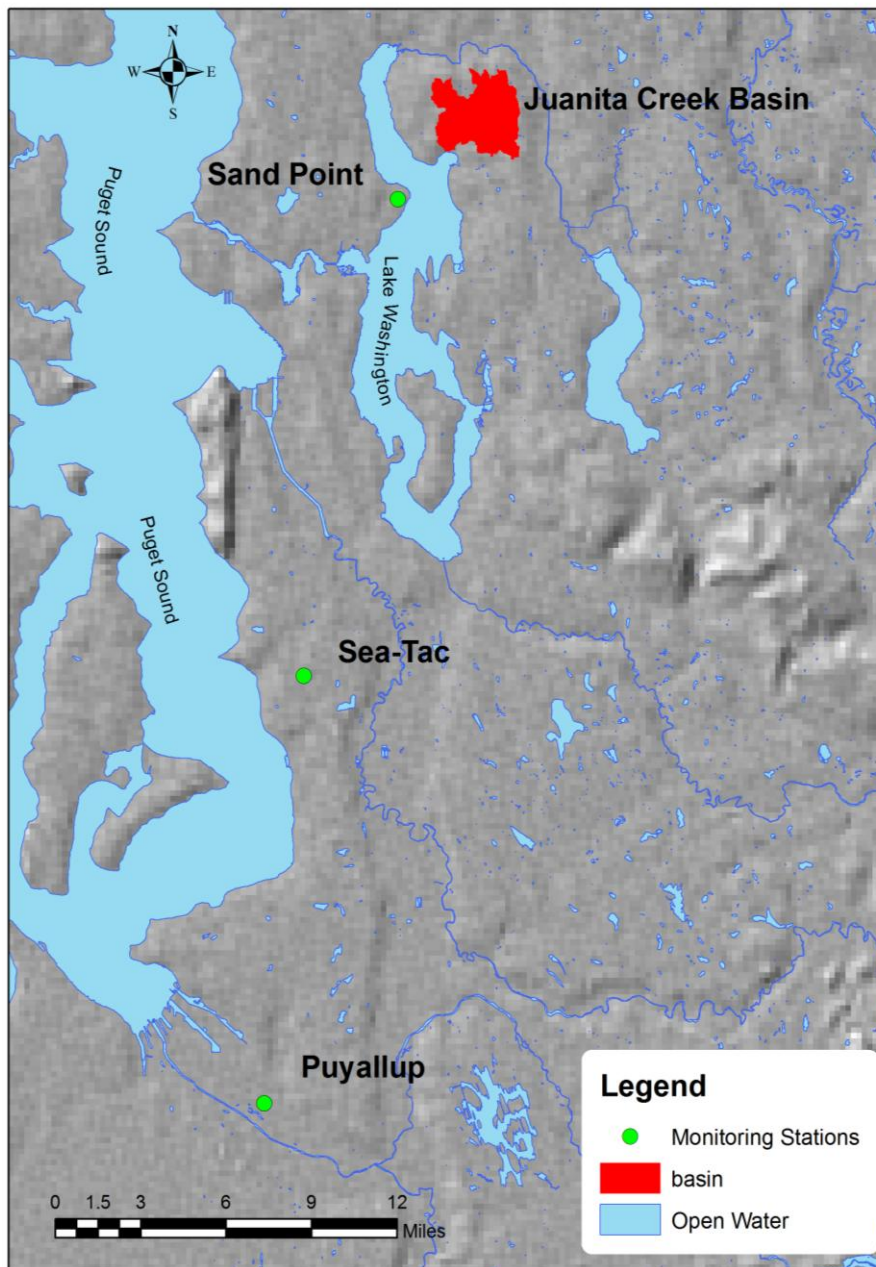 N
W E
S
Juanita Creek Basin
Sand Point
Puget Sound
Lake Washington
Puget Sound
Sea-Tac
Puyallup
Legend
Monitoring Stations
basin
Open Water
0 1.5 3 6 9 12
Miles